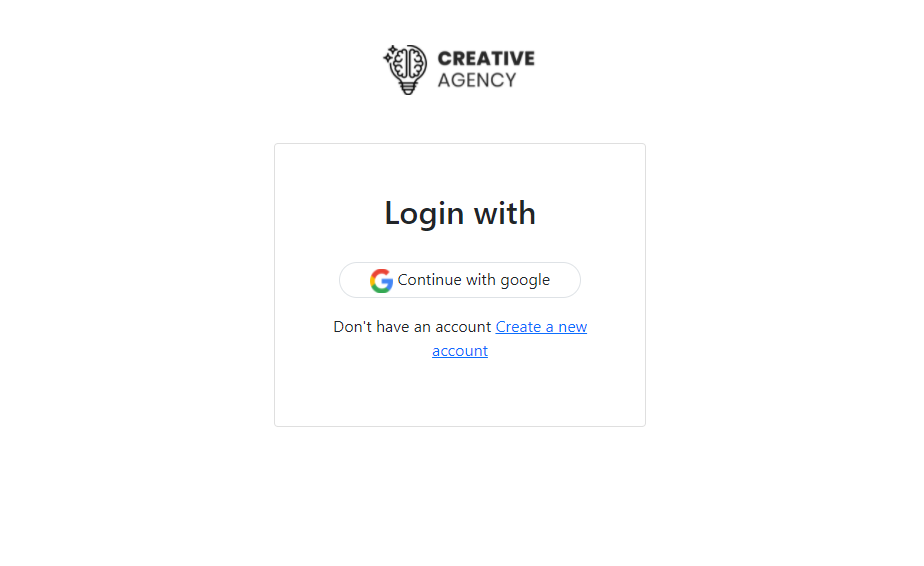 CREATIVE
AGENCY
Login with
Continue with google
Don't have an account Create a new
account